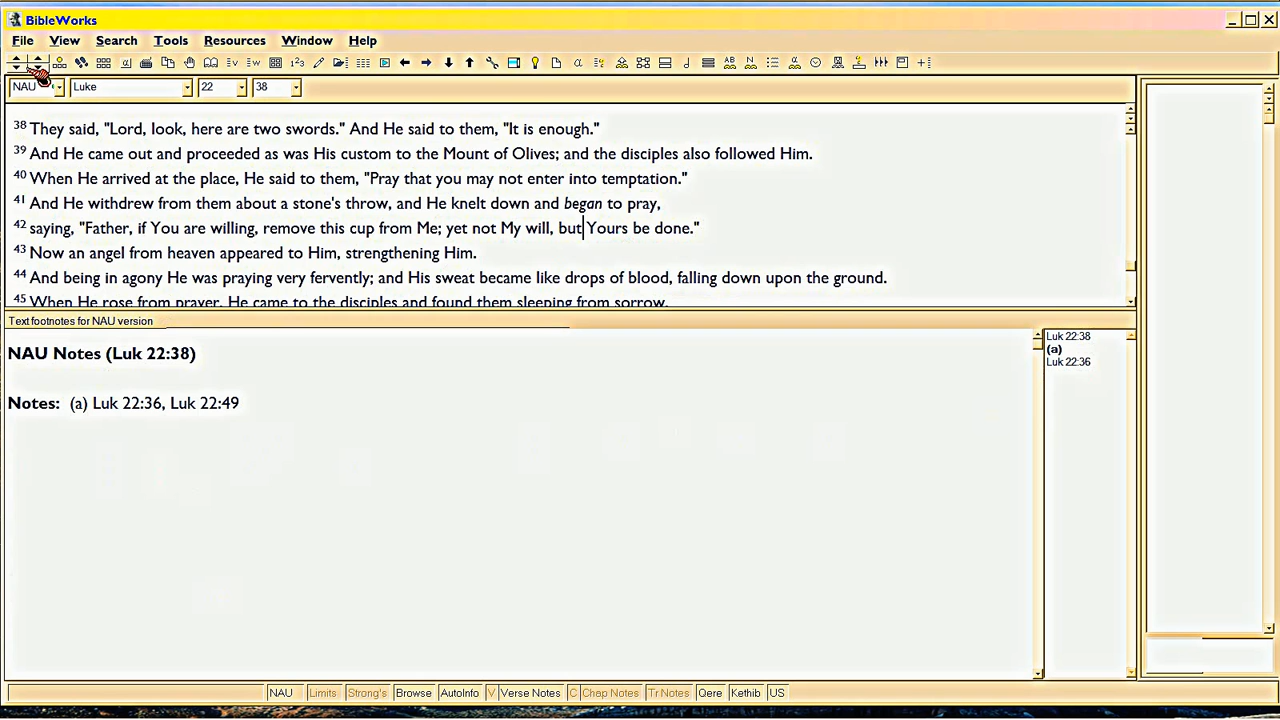 BibleWorks
File View Search Tools Resources Window Help
NAU Luke 22 38
38 They said, "Lord, look, here are two swords." And He said to them, "It is enough."
39 And He came out and proceeded as was His custom to the Mount of Olives; and the disciples also followed Him.
40 When He arrived at the place, He said to them, "Pray that you may not enter into temptation."
41 And He withdrew from them about a stone's throw, and He knelt down and began to pray,
42 saying, "Father, if You are willing, remove this cup from Me; yet not My will, but Yours be done."
43 Now an angel from heaven appeared to Him, strengthening Him.
44 And being in agony He was praying very fervently; and His sweat became like drops of blood, falling down upon the ground.
45 When He rose from prayer, He came to the disciples and found them sleeping from sorrow,
Text footnotes for NAU version
NAU Notes (Luk 22:38)
Notes: (a) Luk 22:36, Luk 22:49
Luk 22:38
(a)
Luk 22:36
NAU Limits Strong's Browse AutoInfo V Verse Notes C Chap Notes Tr Notes Qere Kethib US